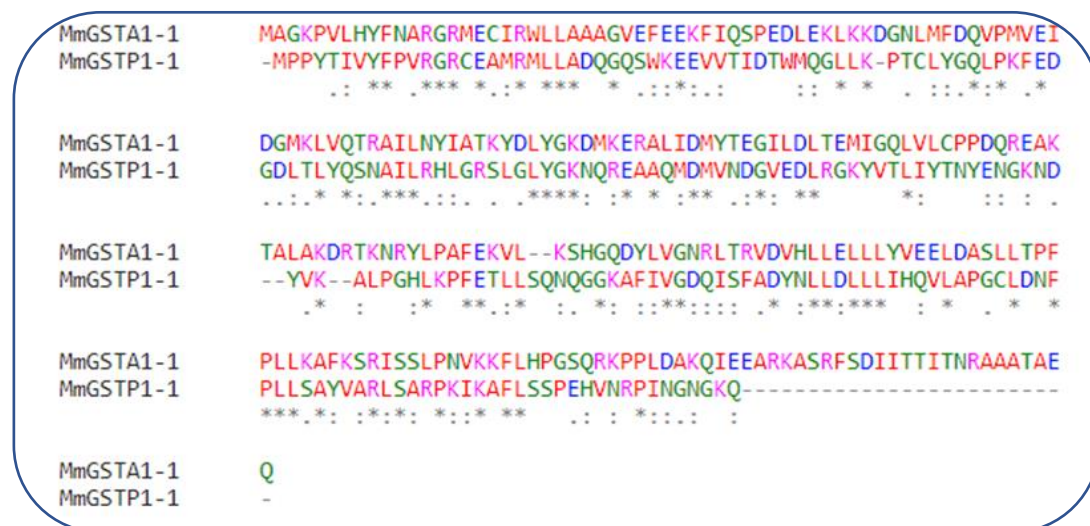 MmGSTA1-1 MAGKPVLHYFNARGRMECIRWLLAAAGVEFEEKFIQSPEDLEKLKKDGNLMFDQVPMVEI
MmGSTP1-1 -MPPYTIVYFPVRGRCEAMRMLLADQGQSWKEEVVTIDTWMQGLLK-PTCLYGQLPKFED
.: ** .*** *.:* *** * .::*:.: :: * * . ::.*:* .*
MmGSTA1-1 DGMKLVQTRAILNYIATKYDLYGKDMKERALIDMYTEGILDLTEMIGQLVLCPPDQREAK
MmGSTP1-1 GDLTLYQSNAILRHLGRSLGLYGKNQREAAQMDMVNDGVEDLRGKYVTLIYTNYENGKND
..:.* *:.***.::. . .****: :* * :** .:*: ** *: :: : .
MmGSTA1-1 TALAKDRTKNRYLPAFEKVL--KSHGQDYLVGNRLTRVDVHLLELLLYVEELDASLLTPF
MmGSTP1-1 --YVK--ALPGHLKPFETLLSQNQGGKAFIVGDQISFADYNLLDLLLIHQVLAPGCLDNF
.* : :* **.:* :. *: ::**:::: .* :**:*** : * . * *
MmGSTA1-1 PLLKAFKSRISSLPNVKKFLHPGSQRKPPLDAKQIEEARKASRFSDIITTITNRAAATAE
MmGSTP1-1 PLLSAYVARLSARPKIKAFLSSPEHVNRPINGNGKQ------------------------
***.*: :*:*: *::* ** .: : *::.: :
MmGSTA1-1 Q
MmGSTP1-1 -